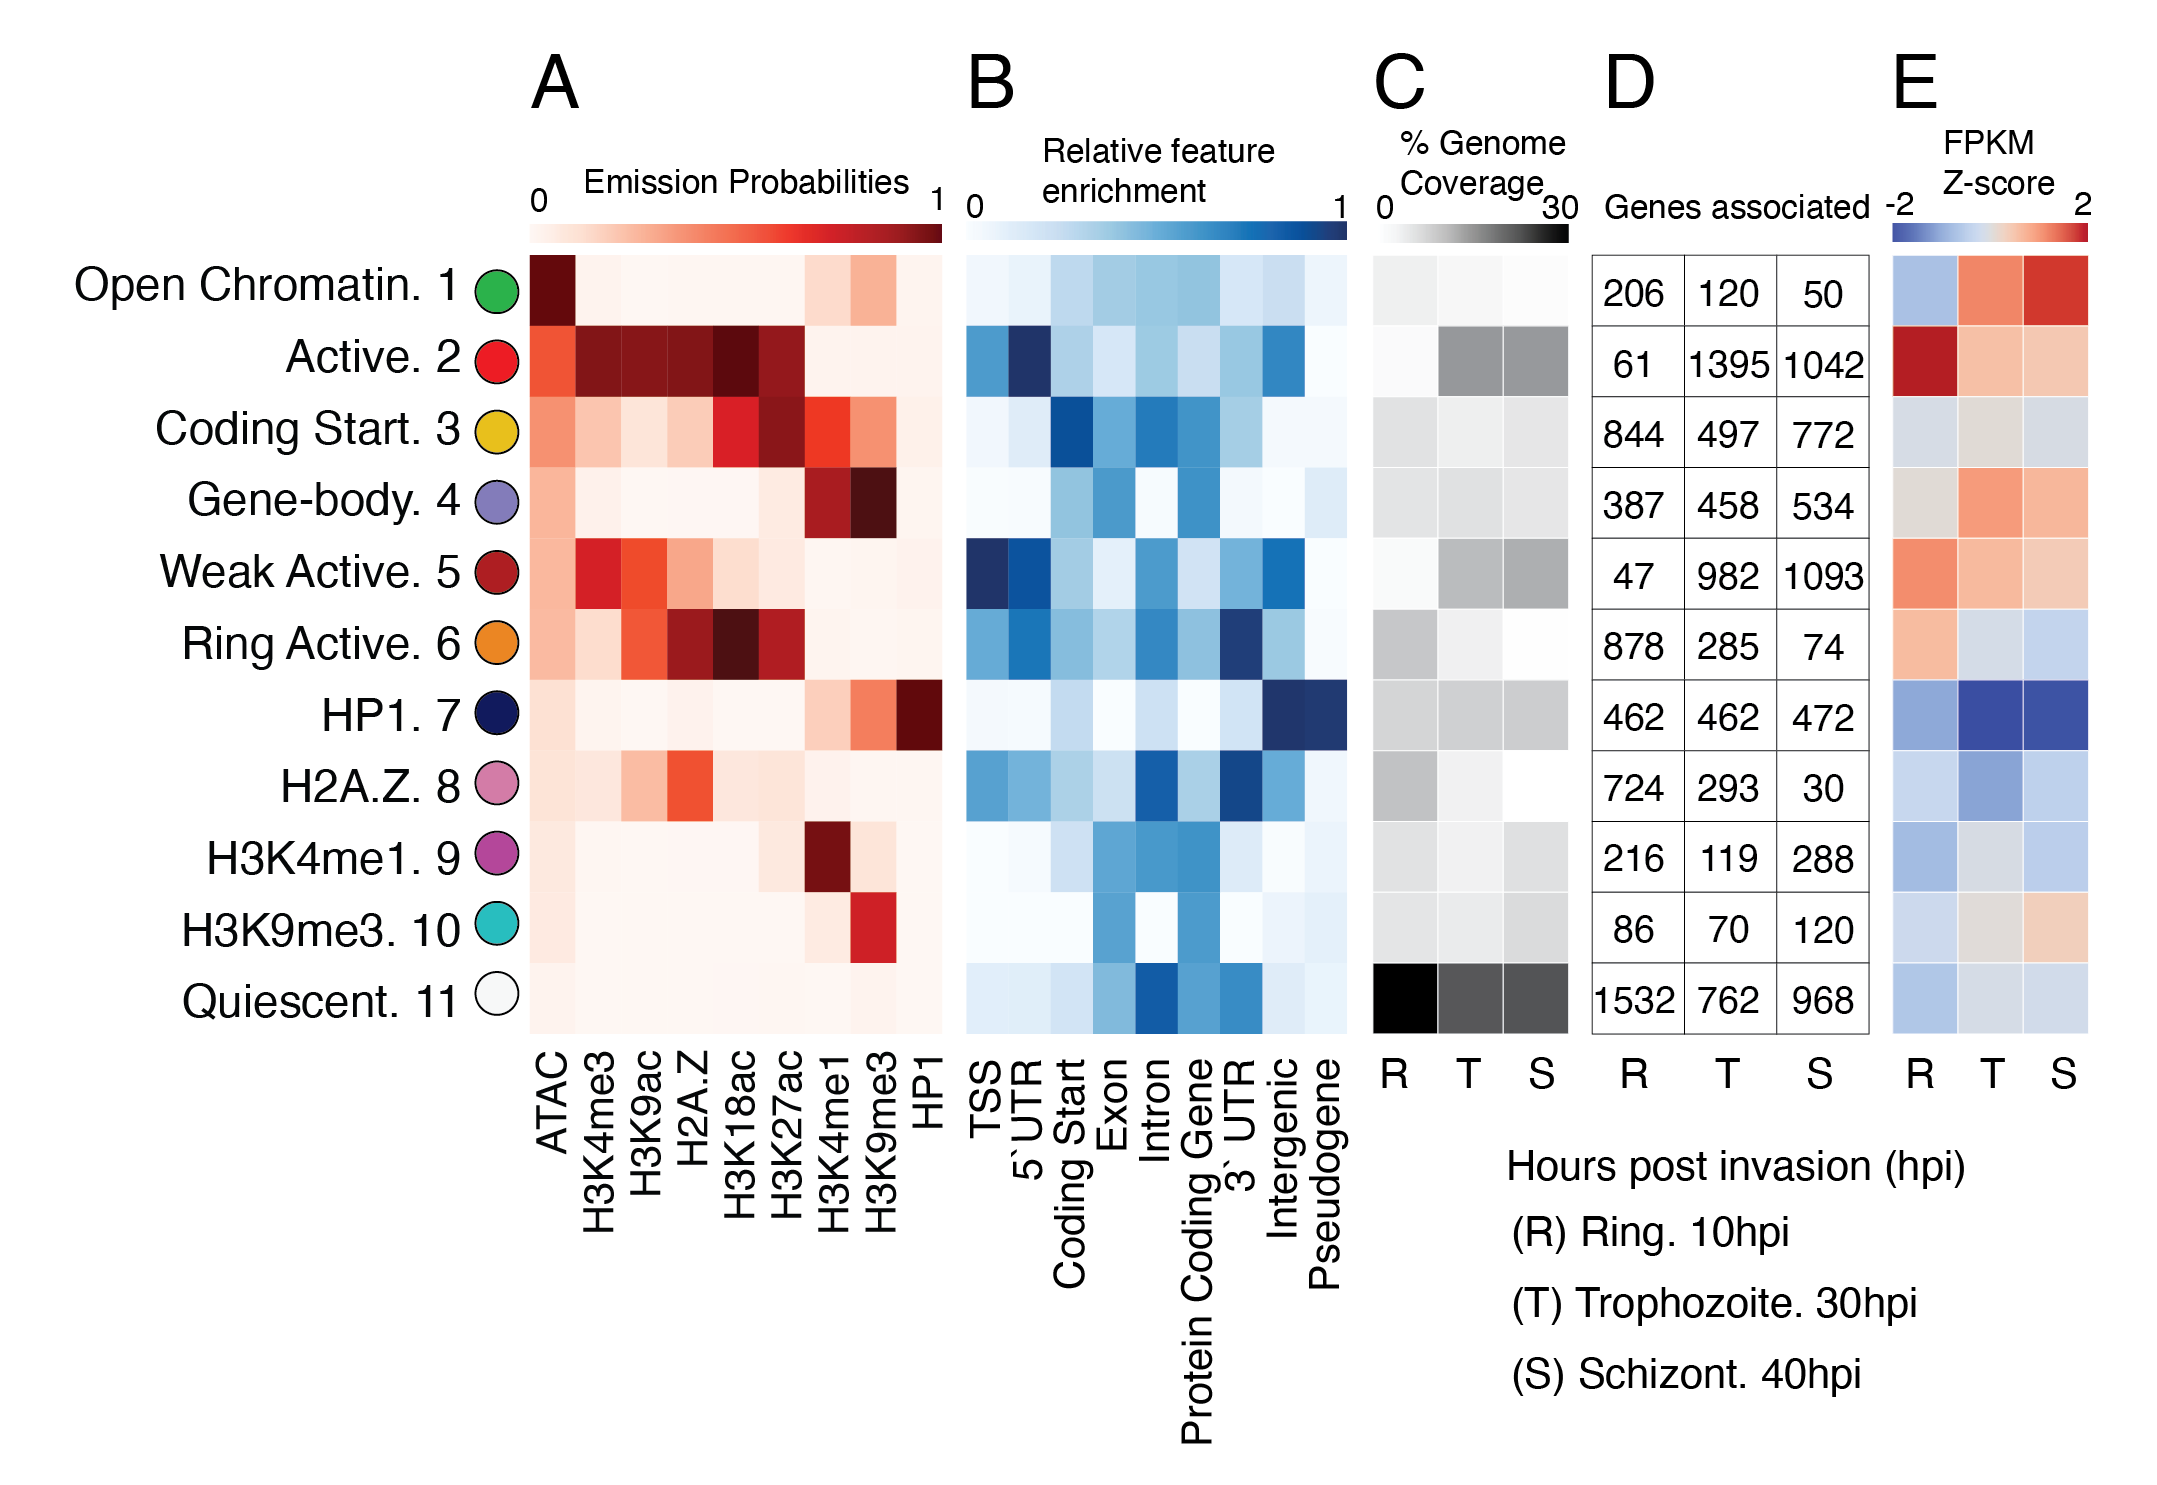 A B C D E
Emission Probabilities
0 1
Relative feature
enrichment
0 1
% Genome
Coverage
0 30
Genes associated
FPKM
Z-score
-2 2
Open Chromatin. 1
206 120 50
Active. 2
61 1395 1042
Coding Start. 3
844 497 772
Gene-body. 4
387 458 534
Weak Active. 5
47 982 1093
Ring Active. 6
878 285 74
HP1. 7
462 462 472
H2A.Z. 8
724 293 30
H3K4me1. 9
216 119 288
H3K9me3. 10
86 70 120
Quiescent. 11
1532 762 968
ATAC
H3K4me3
H3K9ac
H2A.Z
H3K18ac
H3K27ac
H3K4me1
H3K9me3
HP1
TSS
5`UTR
Coding Start
Exon
Intron
Protein Coding Gene
3` UTR
Intergenic
Pseudogene
R T S
R T S
R T S
Hours post invasion (hpi)
(R) Ring. 10hpi
(T) Trophozoite. 30hpi
(S) Schizont. 40hpi